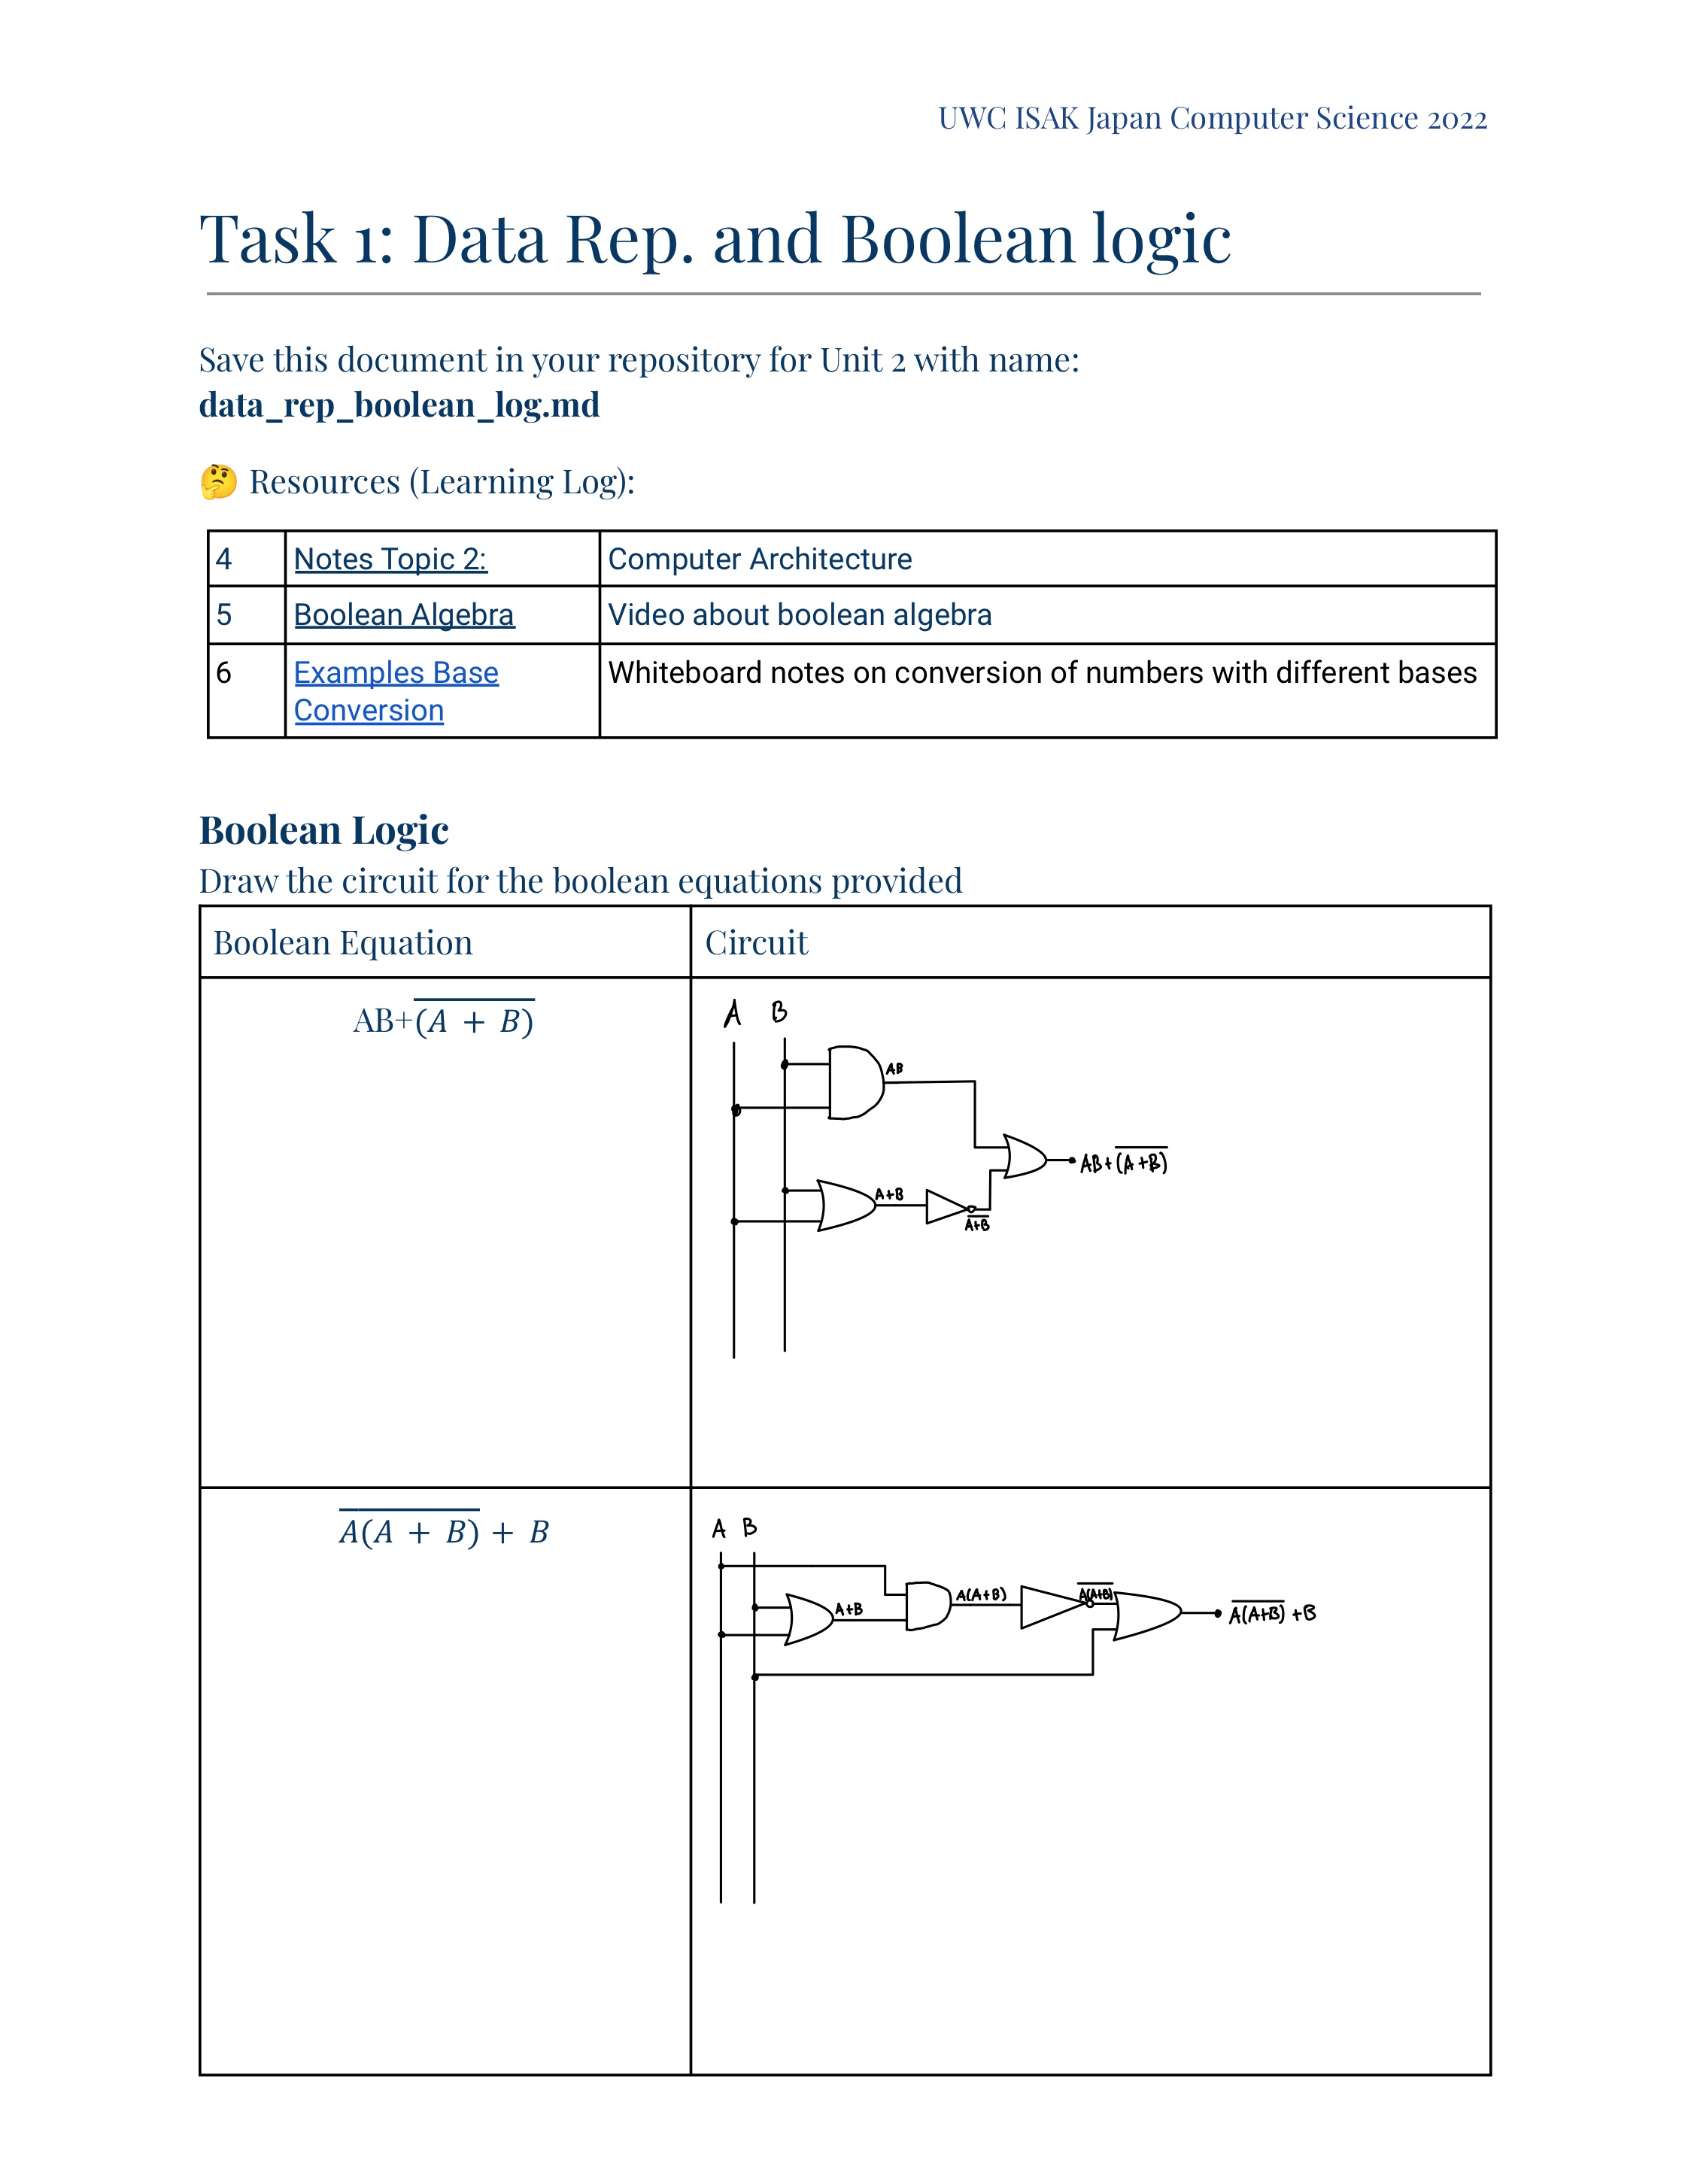 UWC ISAK Japan Computer Science 2022
Task 1: Data Rep. and Boolean logic
Save this document in your repository for Unit 2 with name:
data_rep_boolean_log.md
🤔 Resources (Learning Log):
4 Notes Topic 2: Computer Architecture
5 Boolean Algebra Video about boolean algebra
6 Examples Base Conversion Whiteboard notes on conversion of numbers with different bases
Boolean Logic
Draw the circuit for the boolean equations provided
Boolean Equation Circuit
AB+\overline{(A + B)}
A B
AB
AB+\overline{(A+B)}
A+B
\overline{A+B}
\overline{A(A + B)} + B
A B
A+B
A(A+B)
\overline{A(A+B)}
\overline{A(A+B)} +B